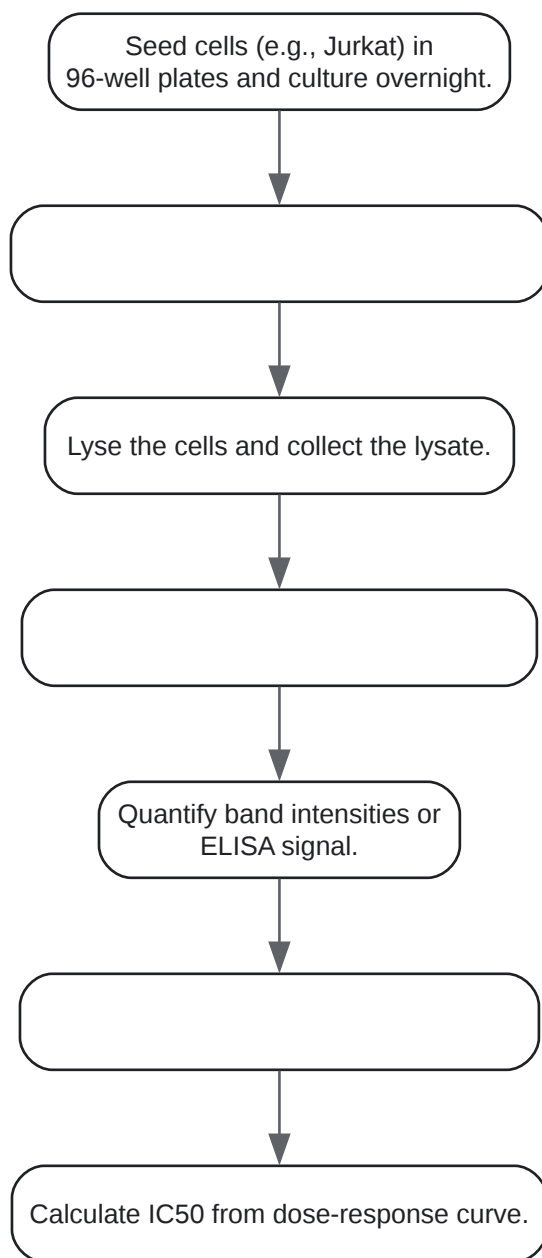 Seed cells (e.g., Jurkat) in
96-well plates and culture overnight.
Lyse the cells and collect the lysate.
Quantify band intensities or
ELISA signal.
Calculate IC50 from dose-response curve.